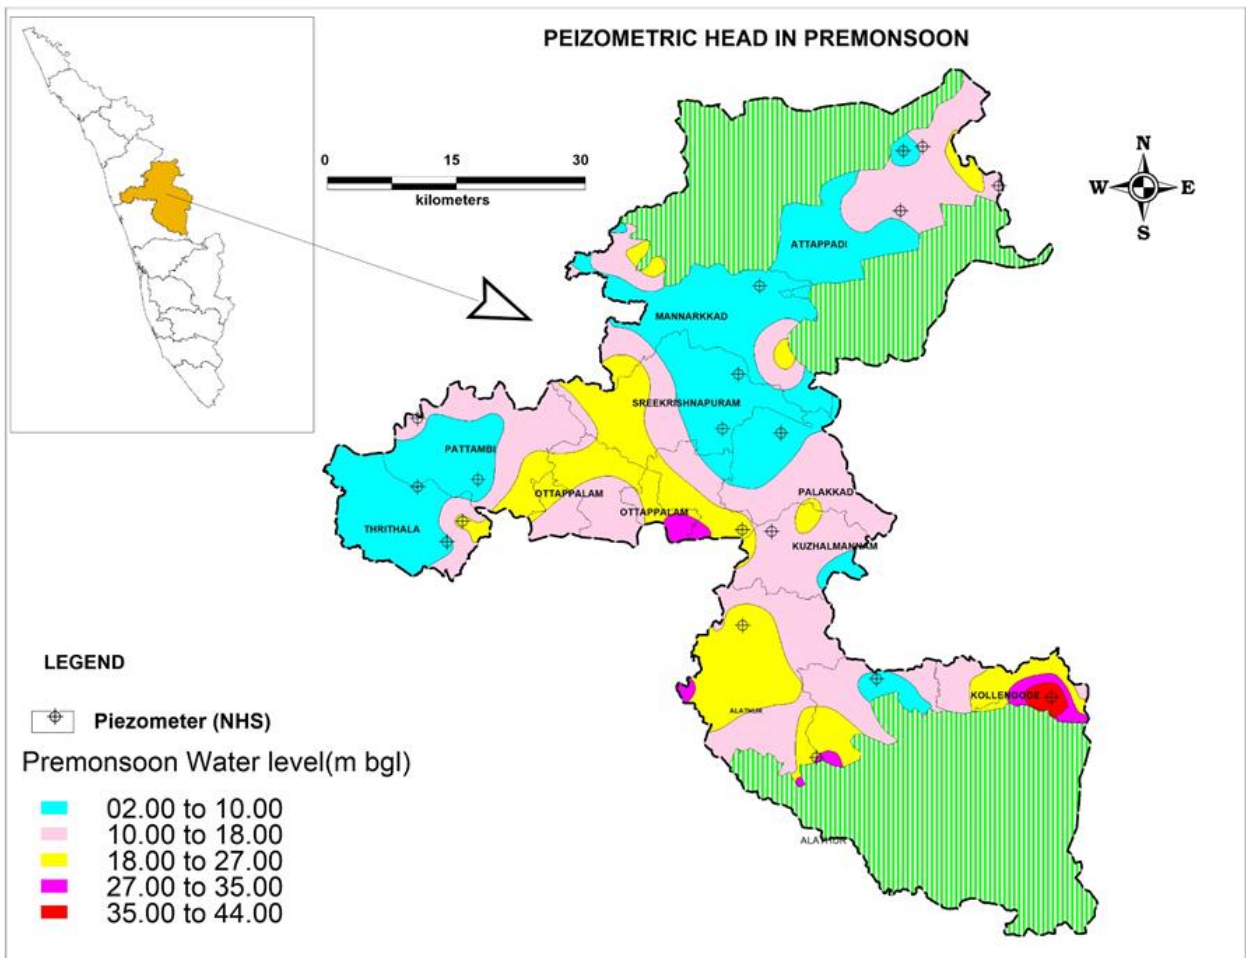 PEIZOMETRIC HEAD IN PREMONSOON
0 15 30
kilometers
N
W E
S
ATTAPPADI
MANNARKKAD
SREEKRISHNAPURAM
PATTAMBI
OTTAPPALAM
PALAKKAD
OTTAPPALAM
THRITHALA
KUZHALMANNAM
KOLLENGODE
ALATHUR
ALATHUR
LEGEND
Piezometer (NHS)
Premonsoon Water level(m bgl)
02.00 to 10.00
10.00 to 18.00
18.00 to 27.00
27.00 to 35.00
35.00 to 44.00